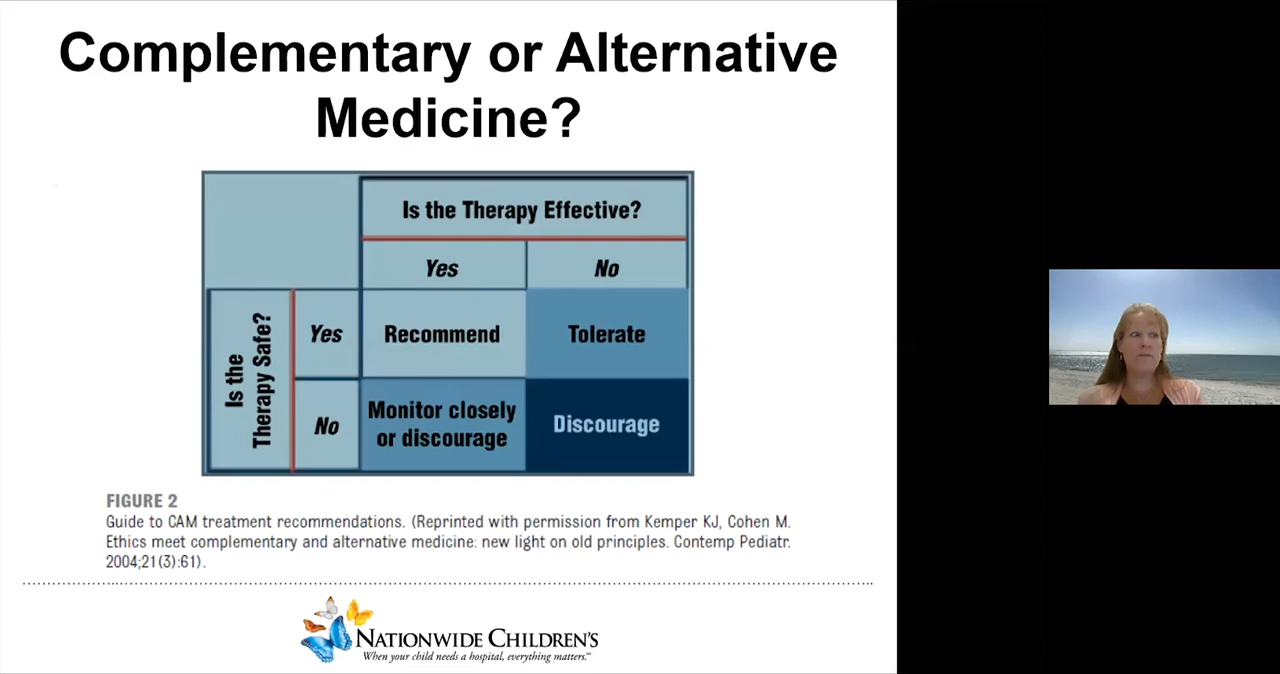 Complementary or Alternative
Medicine?
Is the Therapy Effective?
Yes
No
Is the
Therapy Safe?
Yes
Recommend
Tolerate
No
Monitor closely
or discourage
Discourage
FIGURE 2
Guide to CAM treatment recommendations. (Reprinted with permission from Kemper KJ, Cohen M.
Ethics meet complementary and alternative medicine: new light on old principles. Contemp Pediatr.
2004;21(3):61).
NATIONWIDE CHILDREN'S
When your child needs a hospital, everything matters.™